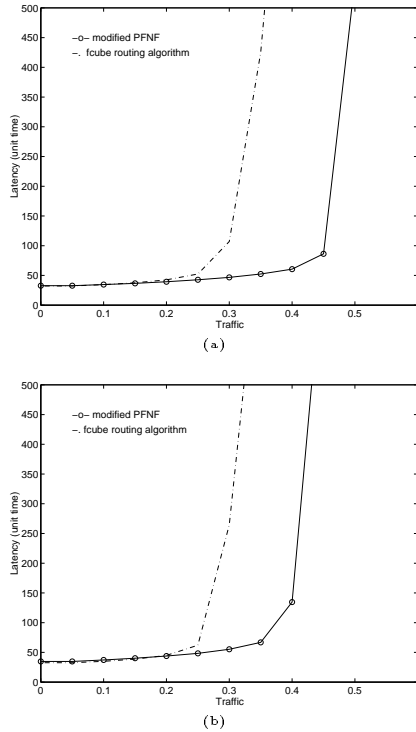 500
450
400
350
300
250
200
150
100
50
0
Latency (unit time)
–o– modified PFNF
–. fcube routing algorithm
0 0.1 0.2 0.3 0.4 0.5
Traffic
(a)
500
450
400
350
300
250
200
150
100
50
0
Latency (unit time)
–o– modified PFNF
–. fcube routing algorithm
0 0.1 0.2 0.3 0.4 0.5
Traffic
(b)